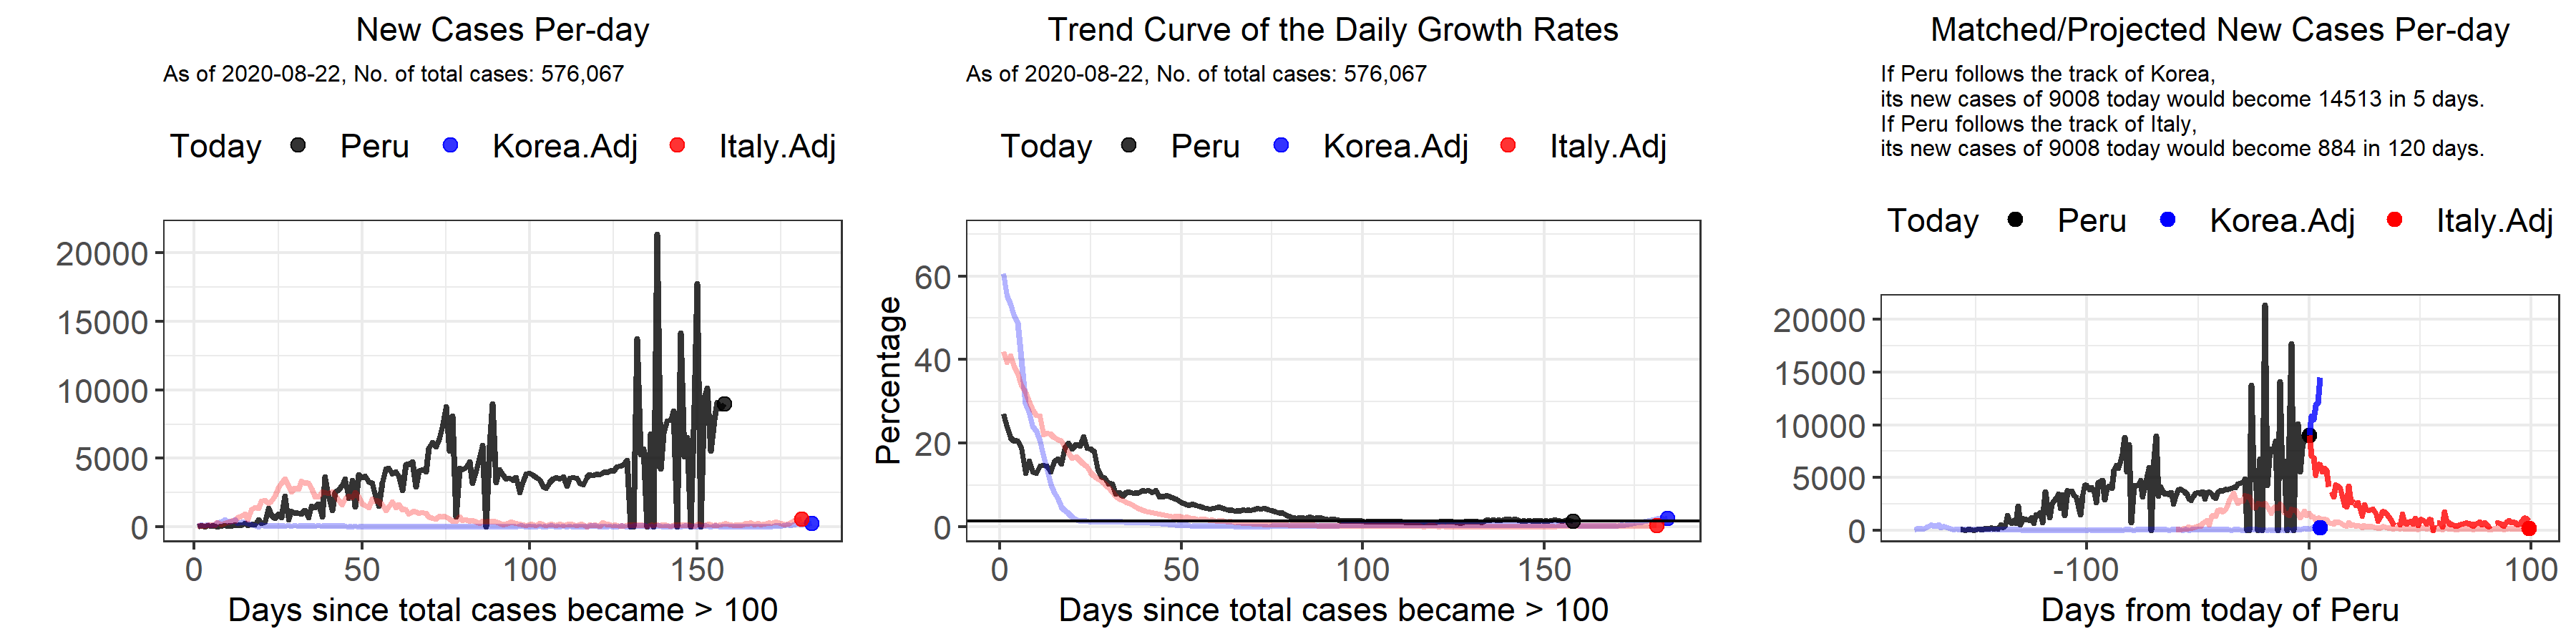 New Cases Per-day
As of 2020-08-22, No. of total cases: 576,067
Today Peru Korea.Adj Italy.Adj
20000
15000
10000
5000
0
0 50 100 150
Days since total cases became > 100
Trend Curve of the Daily Growth Rates
As of 2020-08-22, No. of total cases: 576,067
Today Peru Korea.Adj Italy.Adj
Percentage
60
40
20
0
0 50 100 150
Days since total cases became > 100
Matched/Projected New Cases Per-day
If Peru follows the track of Korea,
its new cases of 9008 today would become 14513 in 5 days.
If Peru follows the track of Italy,
its new cases of 9008 today would become 884 in 120 days.
Today Peru Korea.Adj Italy.Adj
20000
15000
10000
5000
0
-100 0 100
Days from today of Peru